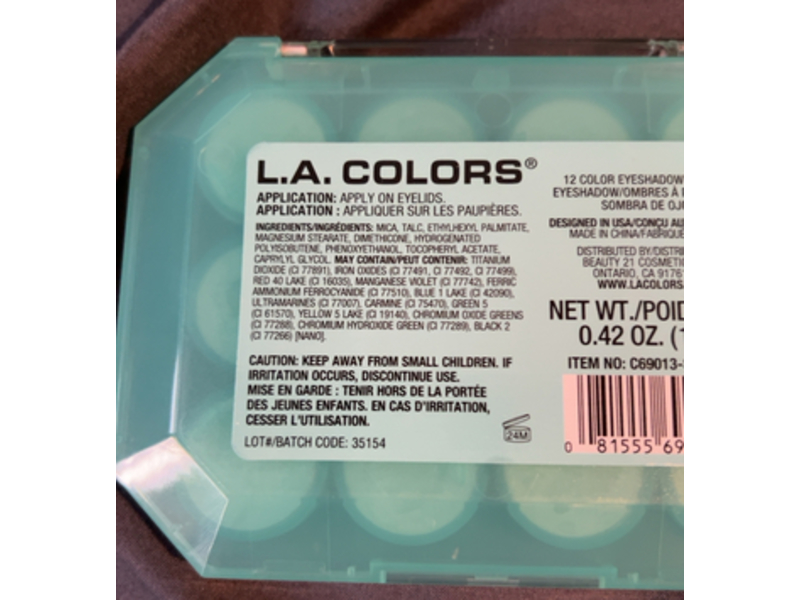 L.A. COLORS®
APPLICATION: APPLY ON EYELIDS.
APPLICATION : APPLIQUER SUR LES PAUPIÈRES.
INGREDIENTS/INGRÉDIENTS: MICA, TALC, ETHYLHEXYL PALMITATE,
MAGNESIUM STEARATE, DIMETHICONE, HYDROGENATED
POLYISOBUTENE, PHENOXYETHANOL, TOCOPHERYL ACETATE,
CAPRYLYL GLYCOL. MAY CONTAIN/PEUT CONTENIR: TITANIUM
DIOXIDE (CI 77891), IRON OXIDES (CI 77491, CI 77492, CI 77499),
RED 40 LAKE (CI 16035), MANGANESE VIOLET (CI 77742), FERRIC
AMMONIUM FERROCYANIDE (CI 77510), BLUE 1 LAKE (CI 42090),
ULTRAMARINES (CI 77007), CARMINE (CI 75470), GREEN 5
(CI 61570), YELLOW 5 LAKE (CI 19140), CHROMIUM OXIDE GREENS
(CI 77288), CHROMIUM HYDROXIDE GREEN (CI 77289), BLACK 2
(CI 77266) [NANO].
CAUTION: KEEP AWAY FROM SMALL CHILDREN. IF
IRRITATION OCCURS, DISCONTINUE USE.
MISE EN GARDE : TENIR HORS DE LA PORTÉE
DES JEUNES ENFANTS. EN CAS D'IRRITATION,
CESSER L'UTILISATION.
LOT#/BATCH CODE: 35154
24M
12 COLOR EYESHADOW
EYESHADOW/OMBRES À
SOMBRA DE
DESIGNED IN USA/CONÇU
MADE IN CHINA/FABRIQUÉ
DISTRIBUTED BY/
BEAUTY 21
ONTARIO, CA
WWW.LACOLORS
NET WT./POID
0.42 OZ. (1
ITEM NO: C69013-
0 81555 69